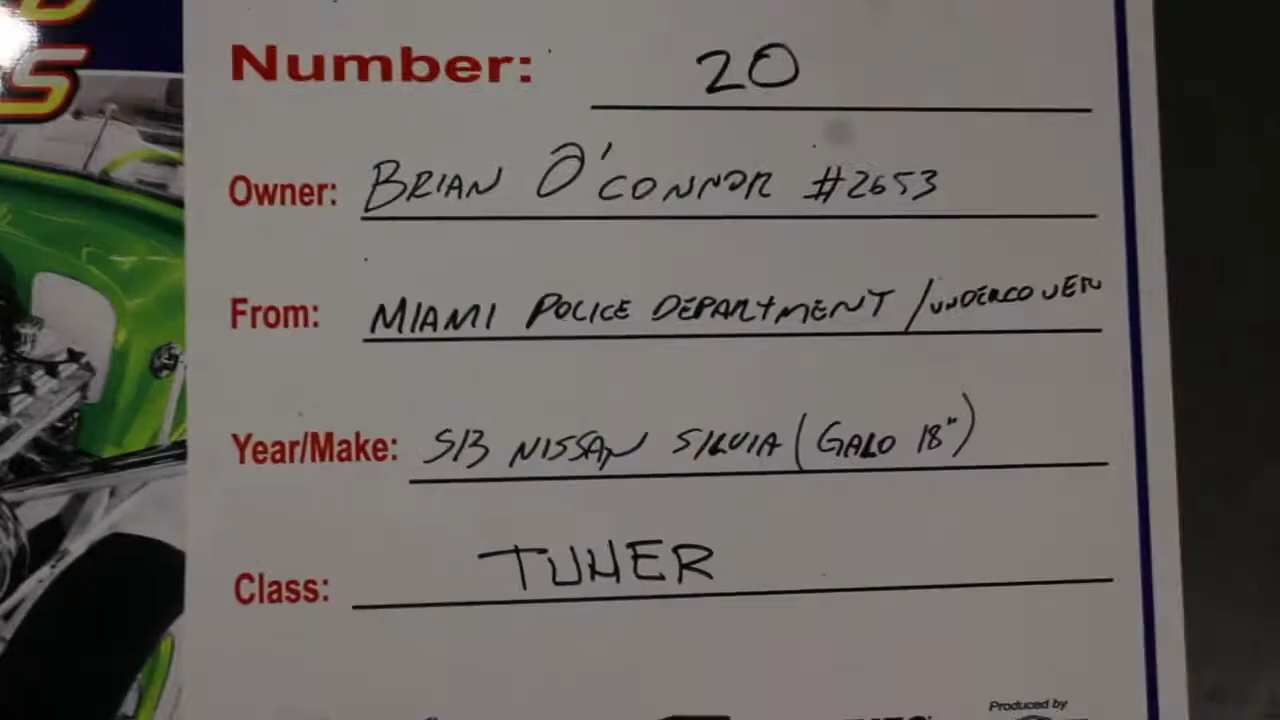 S
Number: 20
Owner: BRIAN O'CONNOR #2653
From: MIAMI POLICE DEPARTMENT /UNDERCOVER
Year/Make: S13 NISSAN SILVIA (GALO 18")
Class: TUNER
Produced by